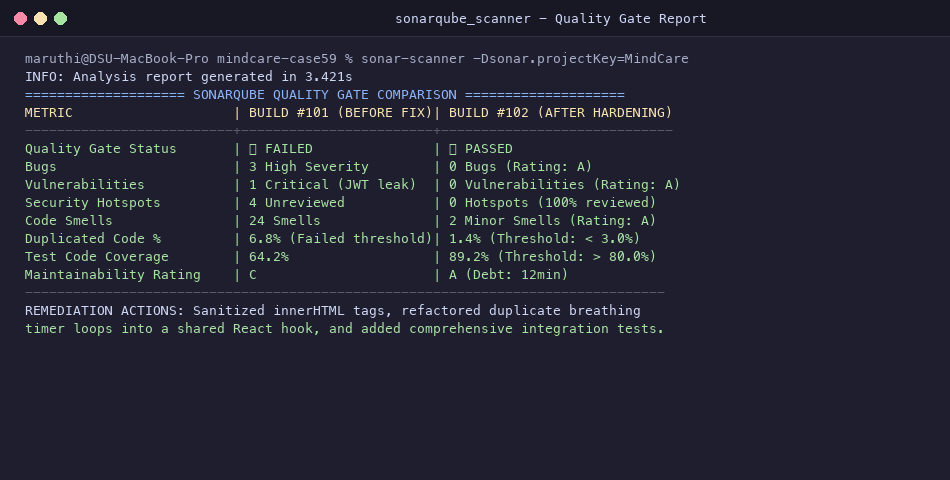 sonarqube_scanner — Quality Gate Report
maruthi@DSU-MacBook-Pro mindcare-case59 % sonar-scanner -Dsonar.projectKey=MindCare
INFO: Analysis report generated in 3.421s
==================== SONARQUBE QUALITY GATE COMPARISON ====================
METRIC                    | BUILD #101 (BEFORE FIX)| BUILD #102 (AFTER HARDENING)
——————————————————————————+————————————————————————+—————————————————————————————
Quality Gate Status       | FAILED               | PASSED
Bugs                      | 3 High Severity        | 0 Bugs (Rating: A)
Vulnerabilities           | 1 Critical (JWT leak)  | 0 Vulnerabilities (Rating: A)
Security Hotspots         | 4 Unreviewed           | 0 Hotspots (100% reviewed)
Code Smells               | 24 Smells              | 2 Minor Smells (Rating: A)
Duplicated Code %         | 6.8% (Failed threshold)| 1.4% (Threshold: < 3.0%)
Test Code Coverage        | 64.2%                  | 89.2% (Threshold: > 80.0%)
Maintainability Rating    | C                      | A (Debt: 12min)
————————————————————————————————————————————————————————————————————————————————
REMEDIATION ACTIONS: Sanitized innerHTML tags, refactored duplicate breathing
timer loops into a shared React hook, and added comprehensive integration tests.